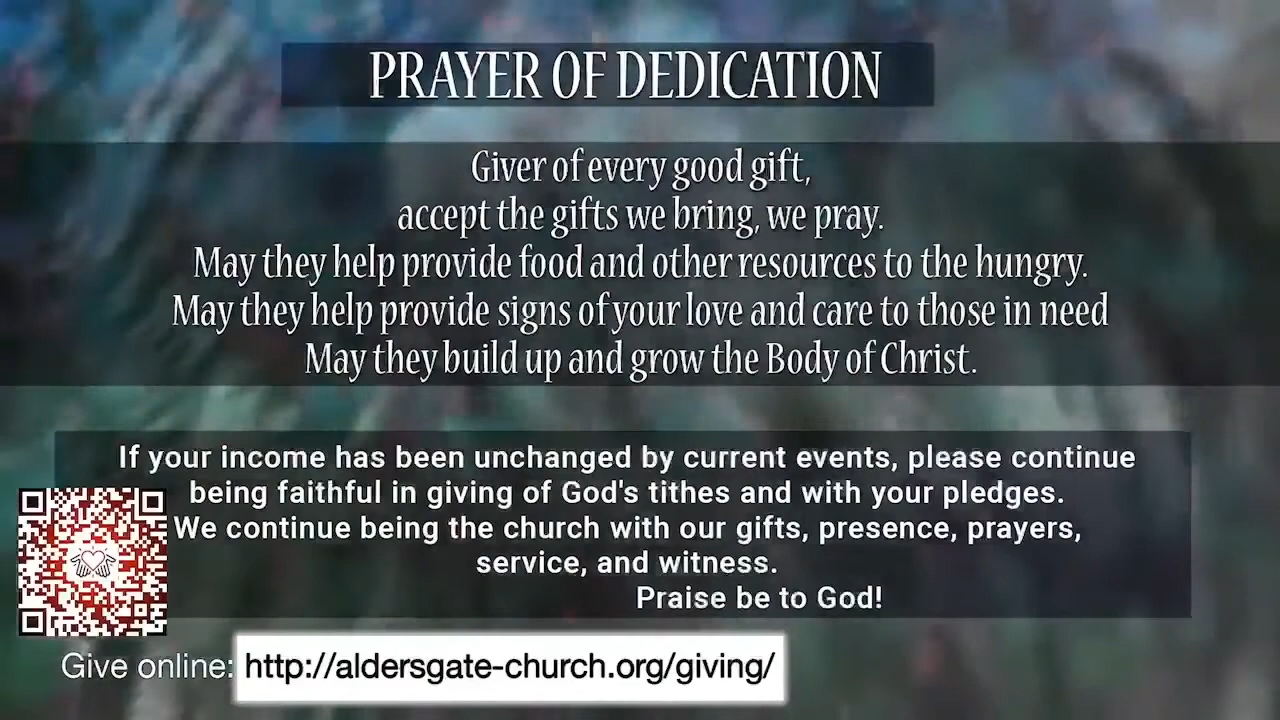 PRAYER OF DEDICATION
Giver of every good gift,
accept the gifts we bring, we pray.
May they help provide food and other resources to the hungry.
May they help provide signs of your love and care to those in need
May they build up and grow the Body of Christ.
If your income has been unchanged by current events, please continue
being faithful in giving of God's tithes and with your pledges.
We continue being the church with our gifts, presence, prayers,
service, and witness.
Praise be to God!
Give online: http://aldersgate-church.org/giving/